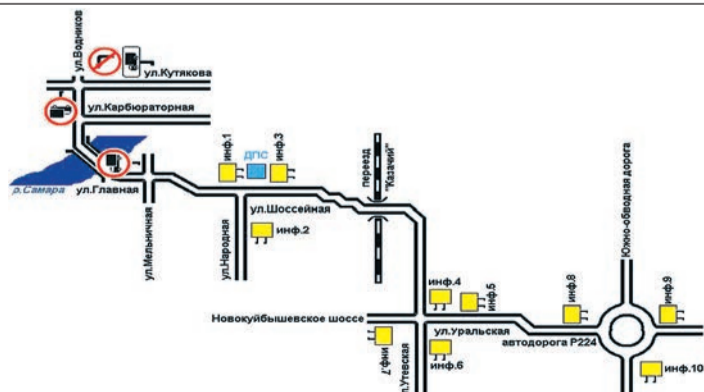 ул.Водников
ул.Кутякова
ул.Карбюраторная
р.Самара
ул.Главная
ул.Мельничная
инф.1
ДПС
инф.3
переезд
"Казачий"
ул.Шоссейная
ул.Народная
инф.2
Южно-обводная дорога
инф.4
инф.5
инф.8
инф.9
Новокуйбышевское шоссе
ул.Уральская
автодорога Р224
инф.7
ул.Утевская
инф.6
инф.10